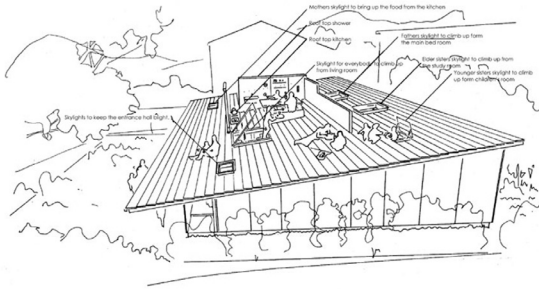 Mothers skylight to bring up the food from the kitchen
Roof top shower
Roof top kitchen
Skylight for everybody to climb up
from living room
Fathers skylight to climb up form
the main bed room
Elder sisters skylight to climb up from
the study room
Younger sisters skylight to climb
up form children room
Skylights to keep the entrance hall bright.